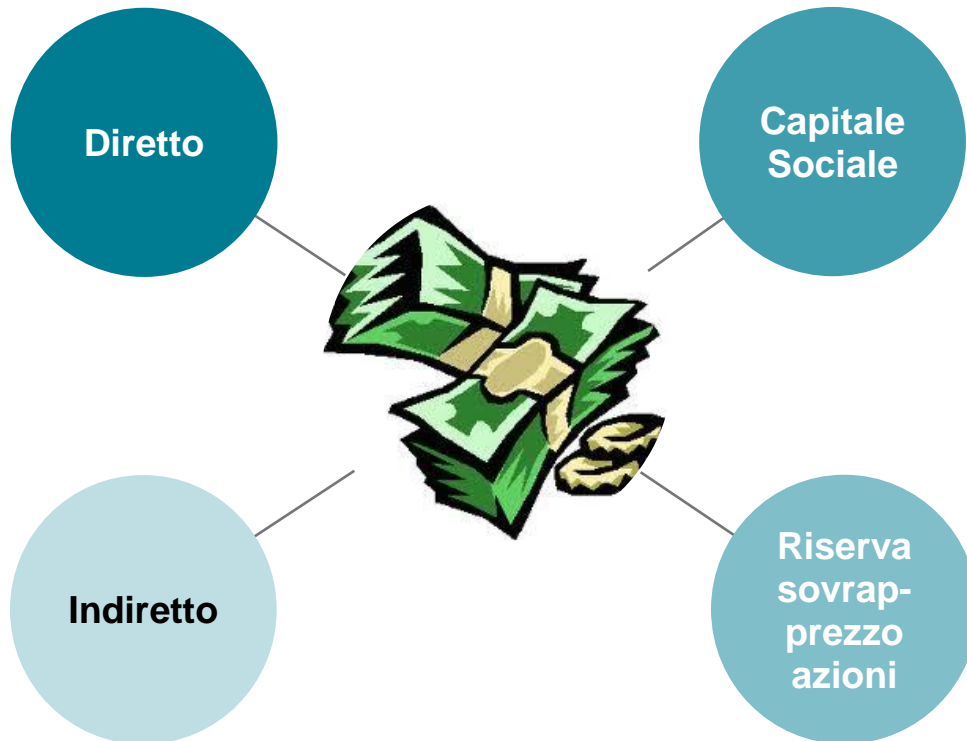 Diretto
Capitale
Sociale
Indiretto
Riserva
sovrap-
prezzo
azioni